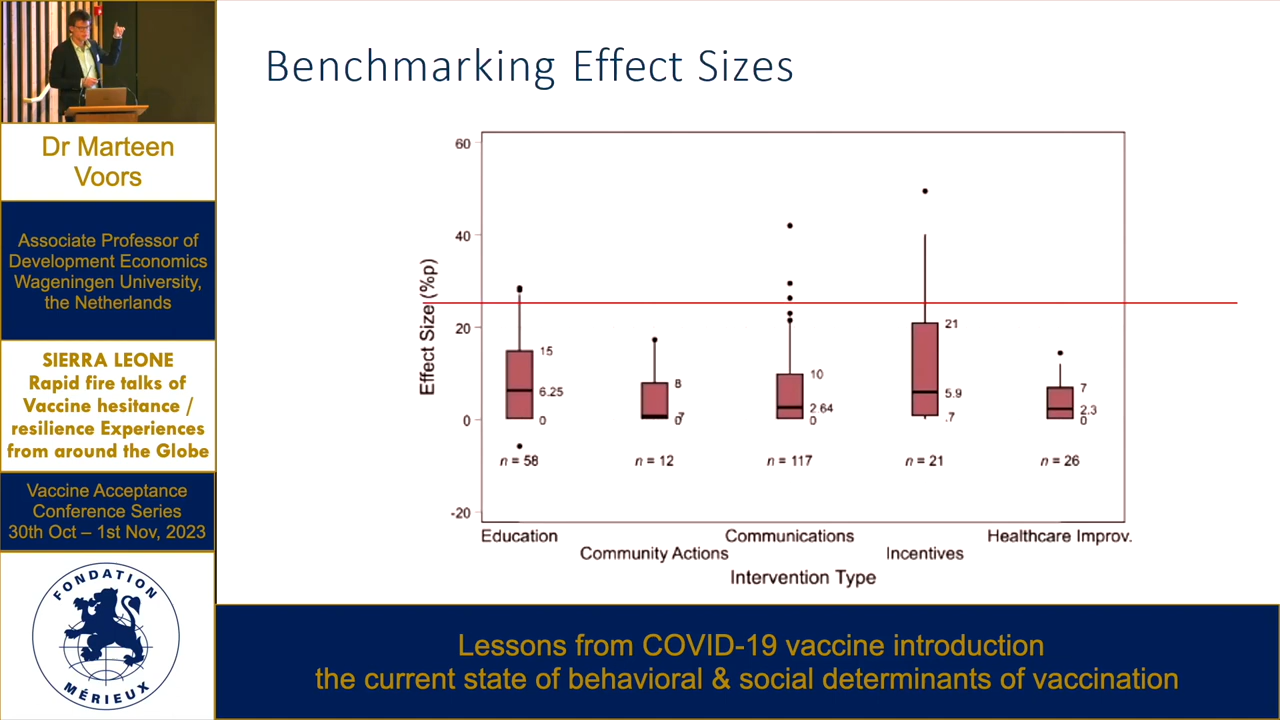 Benchmarking Effect Sizes
Dr Marteen
Voors
Associate Professor of
Development Economics
Wageningen University,
the Netherlands
SIERRA LEONE
Rapid fire talks of
Vaccine hesitance /
resilience Experiences
from around the Globe
Vaccine Acceptance
Conference Series
30th Oct – 1st Nov, 2023
FONDATION
MÉRIEUX
Effect Size (%p)
60
40
20
0
-20
15
6.25
0
n = 58
8
.7
0
n = 12
10
2.64
0
n = 117
21
5.9
.7
n = 21
7
2.3
0
n = 26
Education
Community Actions
Communications
Incentives
Healthcare Improv.
Intervention Type
Lessons from COVID-19 vaccine introduction
the current state of behavioral & social determinants of vaccination